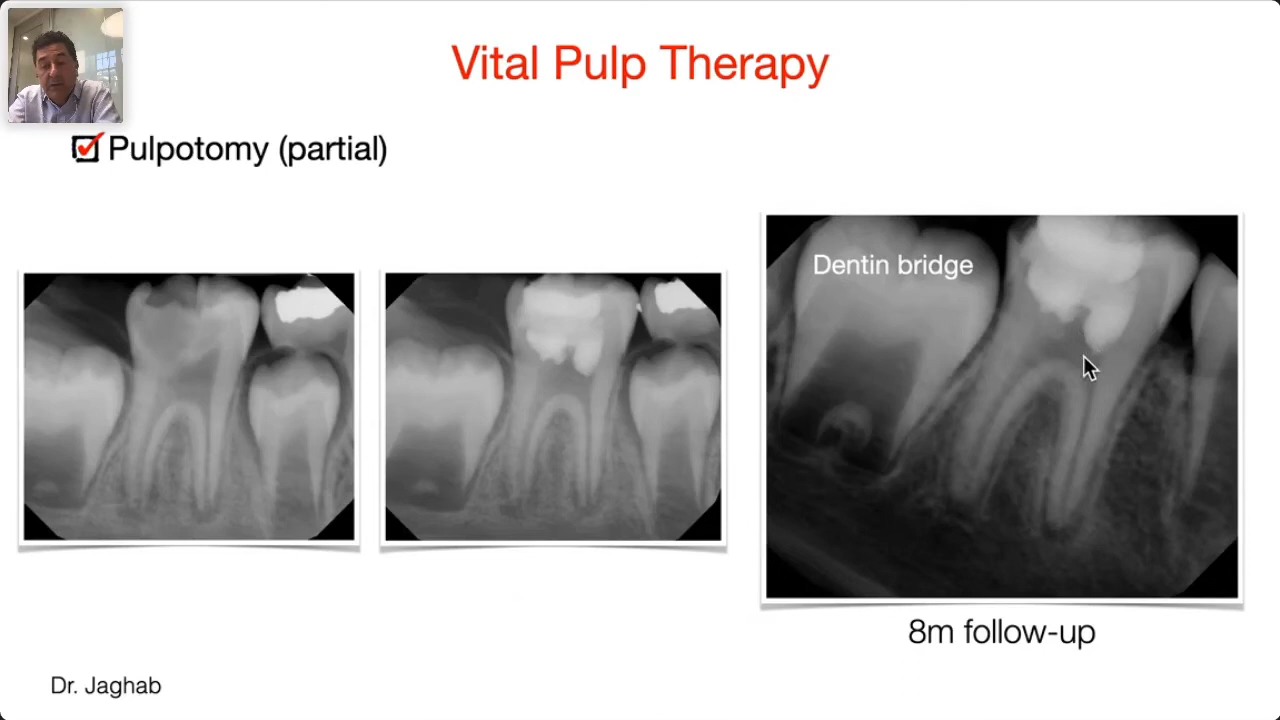 Vital Pulp Therapy
Pulpotomy (partial)
Dentin bridge
8m follow-up
Dr. Jaghab